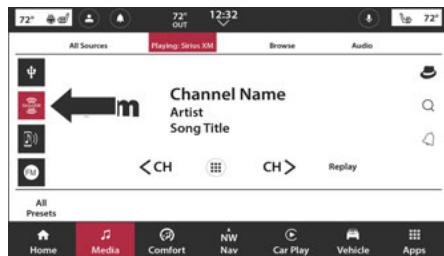 72° 72° 12:32 72°
OUT
All Sources Playing: Sirius XM Browse Audio
m Channel Name
Artist
Song Title
FM <CH CH> Replay
All
Presets
NW
Home Media Comfort Nav Car Play Vehicle Apps